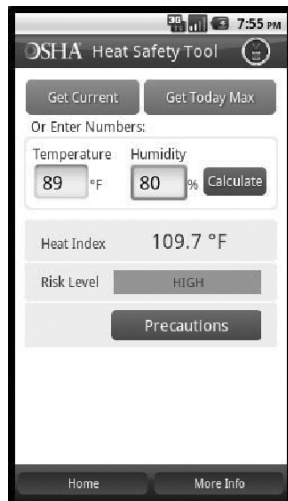 3G 7:55 PM
OSHA Heat Safety Tool
Get Current Get Today Max
Or Enter Numbers:
Temperature Humidity
89 °F 80 % Calculate
Heat Index 109.7 °F
Risk Level HIGH
Precautions
Home More Info